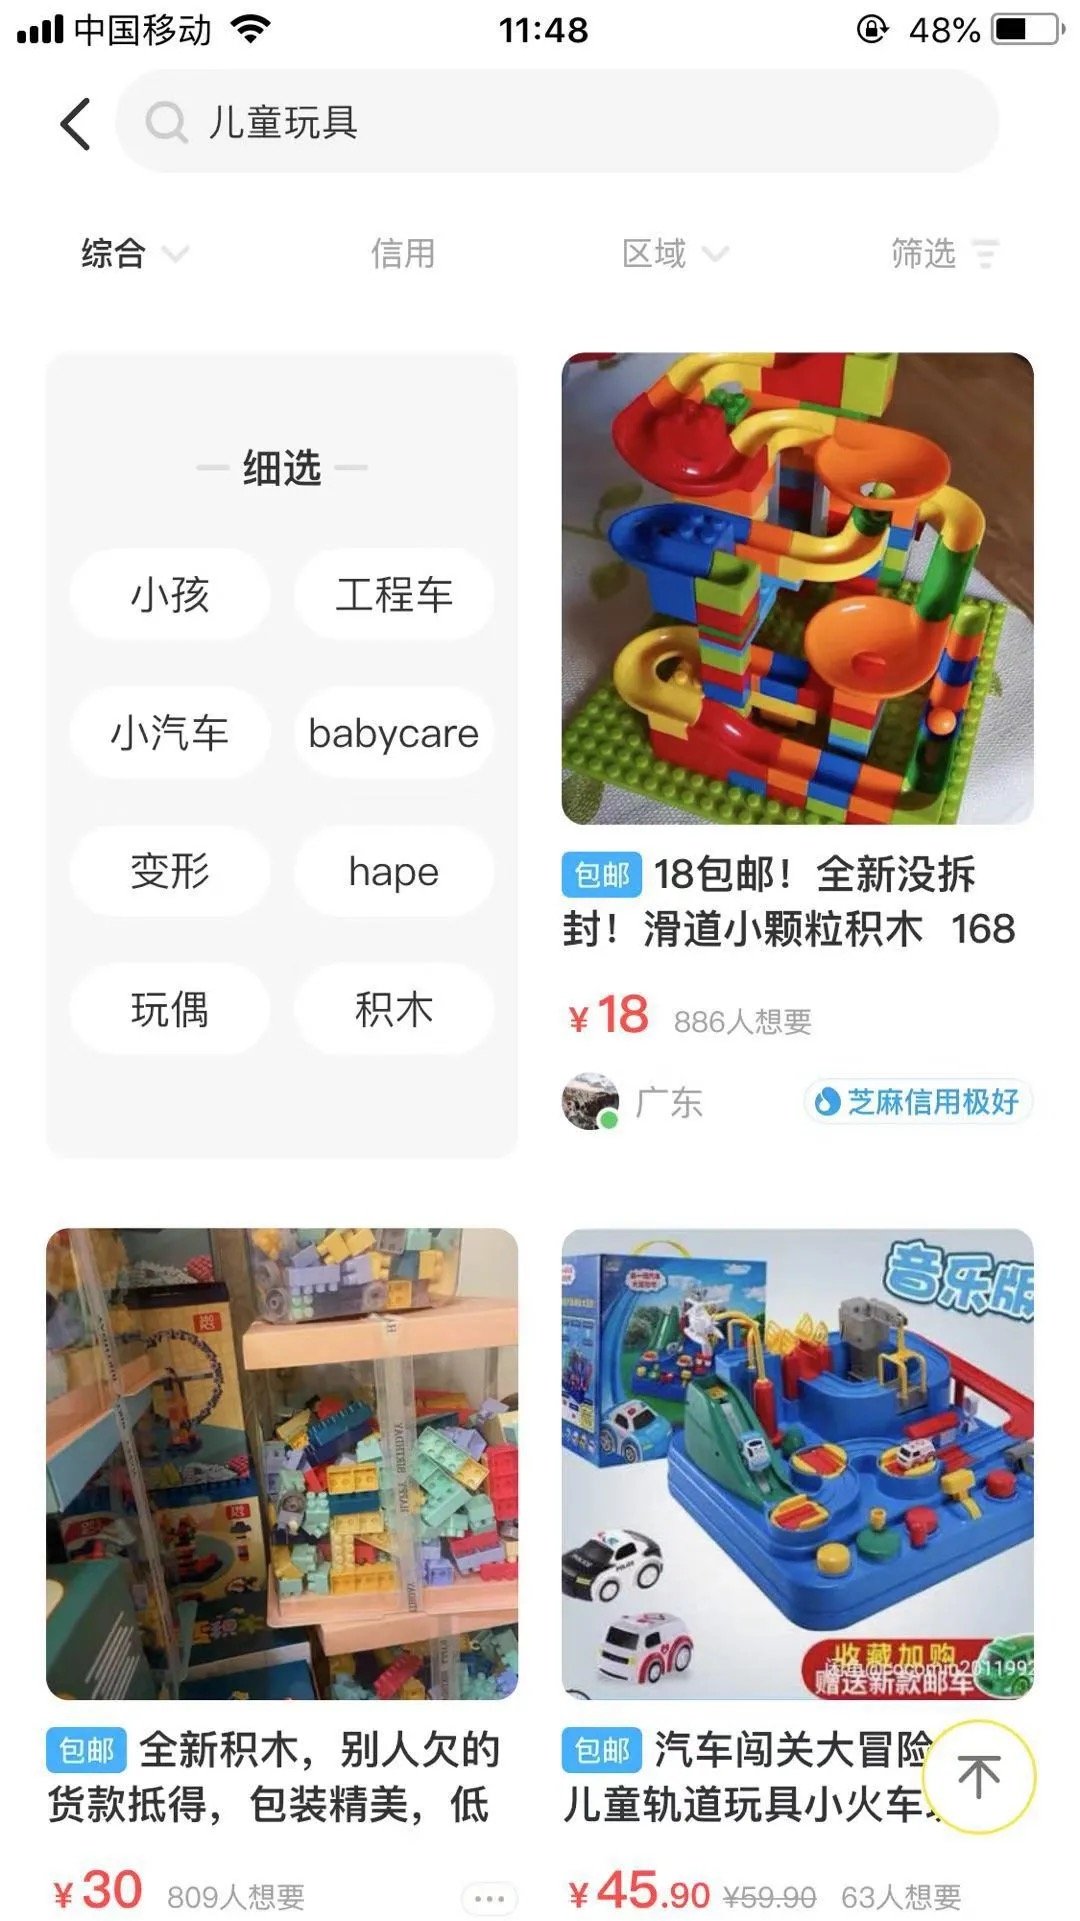 中国移动
11:48
48%
儿童玩具
综合
信用
区域
筛选
细选
小孩
工程车
小汽车
babycare
变形
hape
玩偶
积木
包邮 18包邮！全新没拆
封！滑道小颗粒积木 168
¥18 886人想要
广东
芝麻信用极好
音乐版
收藏加购
赠送新款邮车
包邮 全新积木，别人欠的
货款抵得，包装精美，低
¥30 809人想要
包邮 汽车闯关大冒险
儿童轨道玩具小火车
¥45.90 ¥59.90 63人想要